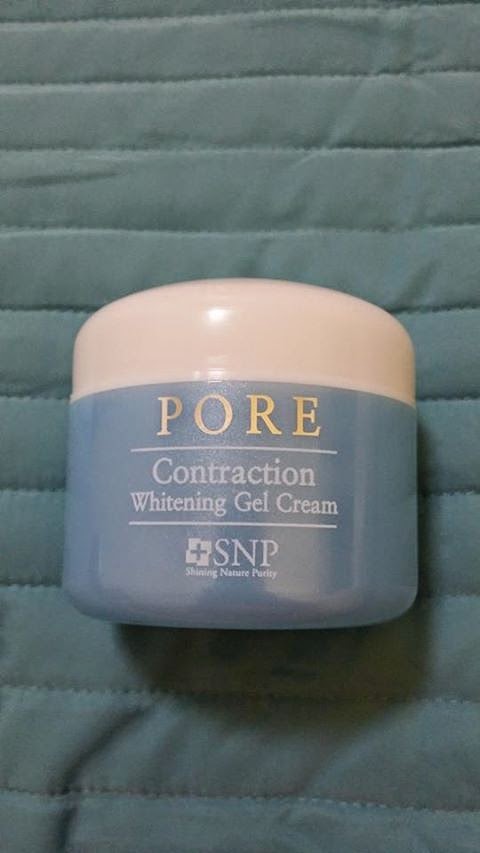 PORE
Contraction
Whitening Gel Cream
SNP
Shining Nature Purity